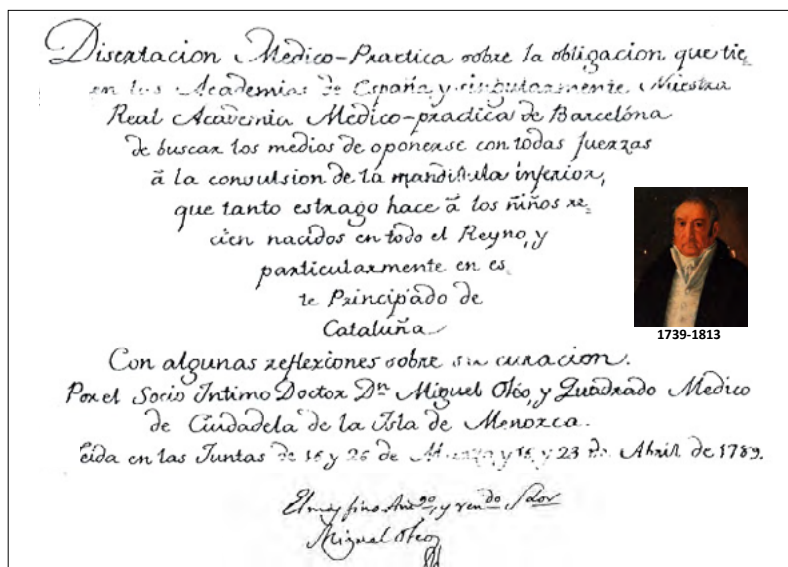 Disertacion Medico-Practica sobre la obligacion que tie-
en las Academias de España y singularmente Nuestra
Real Academia Medico-practica de Barcelona
de buscar los medios de oponerse con todas fuerzas
â la convulsion de la mandibula inferior,
que tanto estrago hace â los niños re-
cien nacidos en todo el Reyno, y
particularmente en es-
te Principado de
Cataluña
1739-1813
Con algunas reflexiones sobre su curacion.
Por el Socio Intimo Doctor Dn Miguel Oléo, y Quadrado Medico
de Ciudadela de la Isla de Menorca.
eida en las Juntas de 16 y 26 de Marzo y 16 y 23 de Abril de 1789.
El muy fino Amgo, y
Miguel Oleo